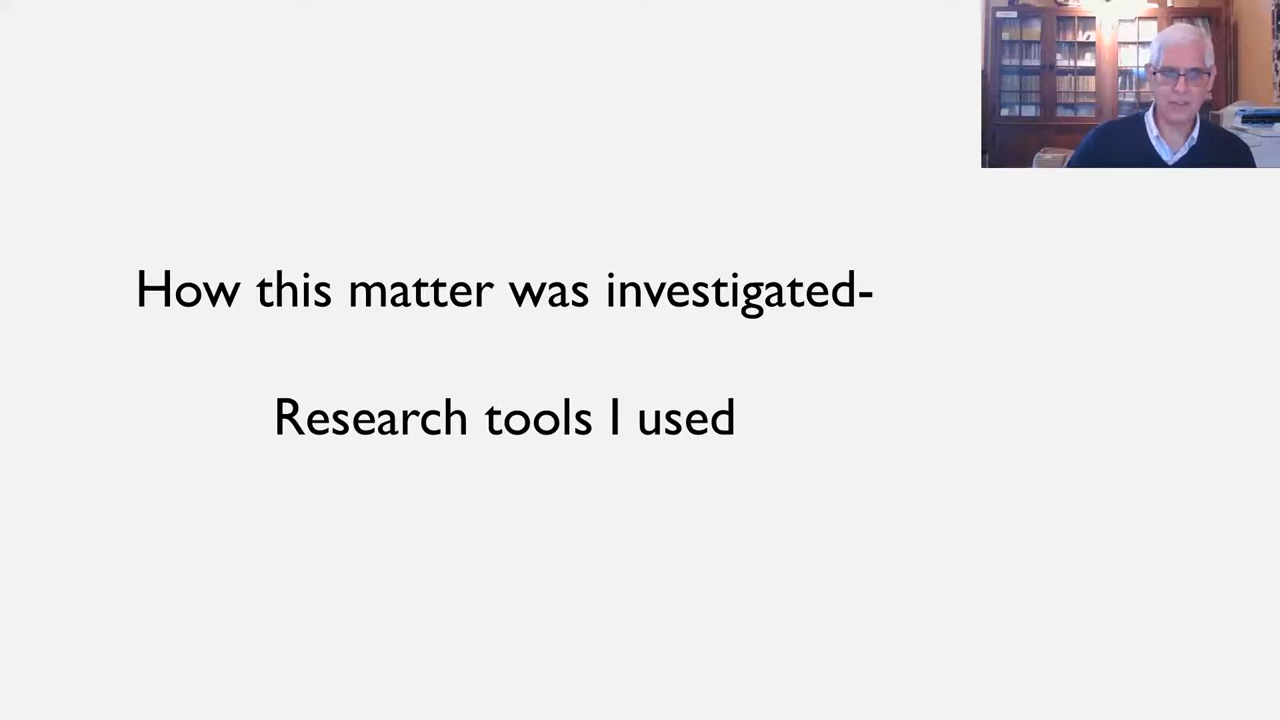 How this matter was investigated-
Research tools I used